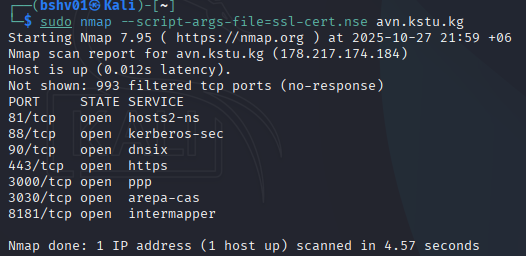 ┌──(bshv01㉿Kali)-[~]
└─$ sudo nmap --script-args-file=ssl-cert.nse avn.kstu.kg
Starting Nmap 7.95 ( https://nmap.org ) at 2025-10-27 21:59 +06
Nmap scan report for avn.kstu.kg (178.217.174.184)
Host is up (0.012s latency).
Not shown: 993 filtered tcp ports (no-response)
PORT     STATE SERVICE
81/tcp   open  hosts2-ns
88/tcp   open  kerberos-sec
90/tcp   open  dnsix
443/tcp  open  https
3000/tcp open  ppp
3030/tcp open  arepa-cas
8181/tcp open  intermapper
Nmap done: 1 IP address (1 host up) scanned in 4.57 seconds